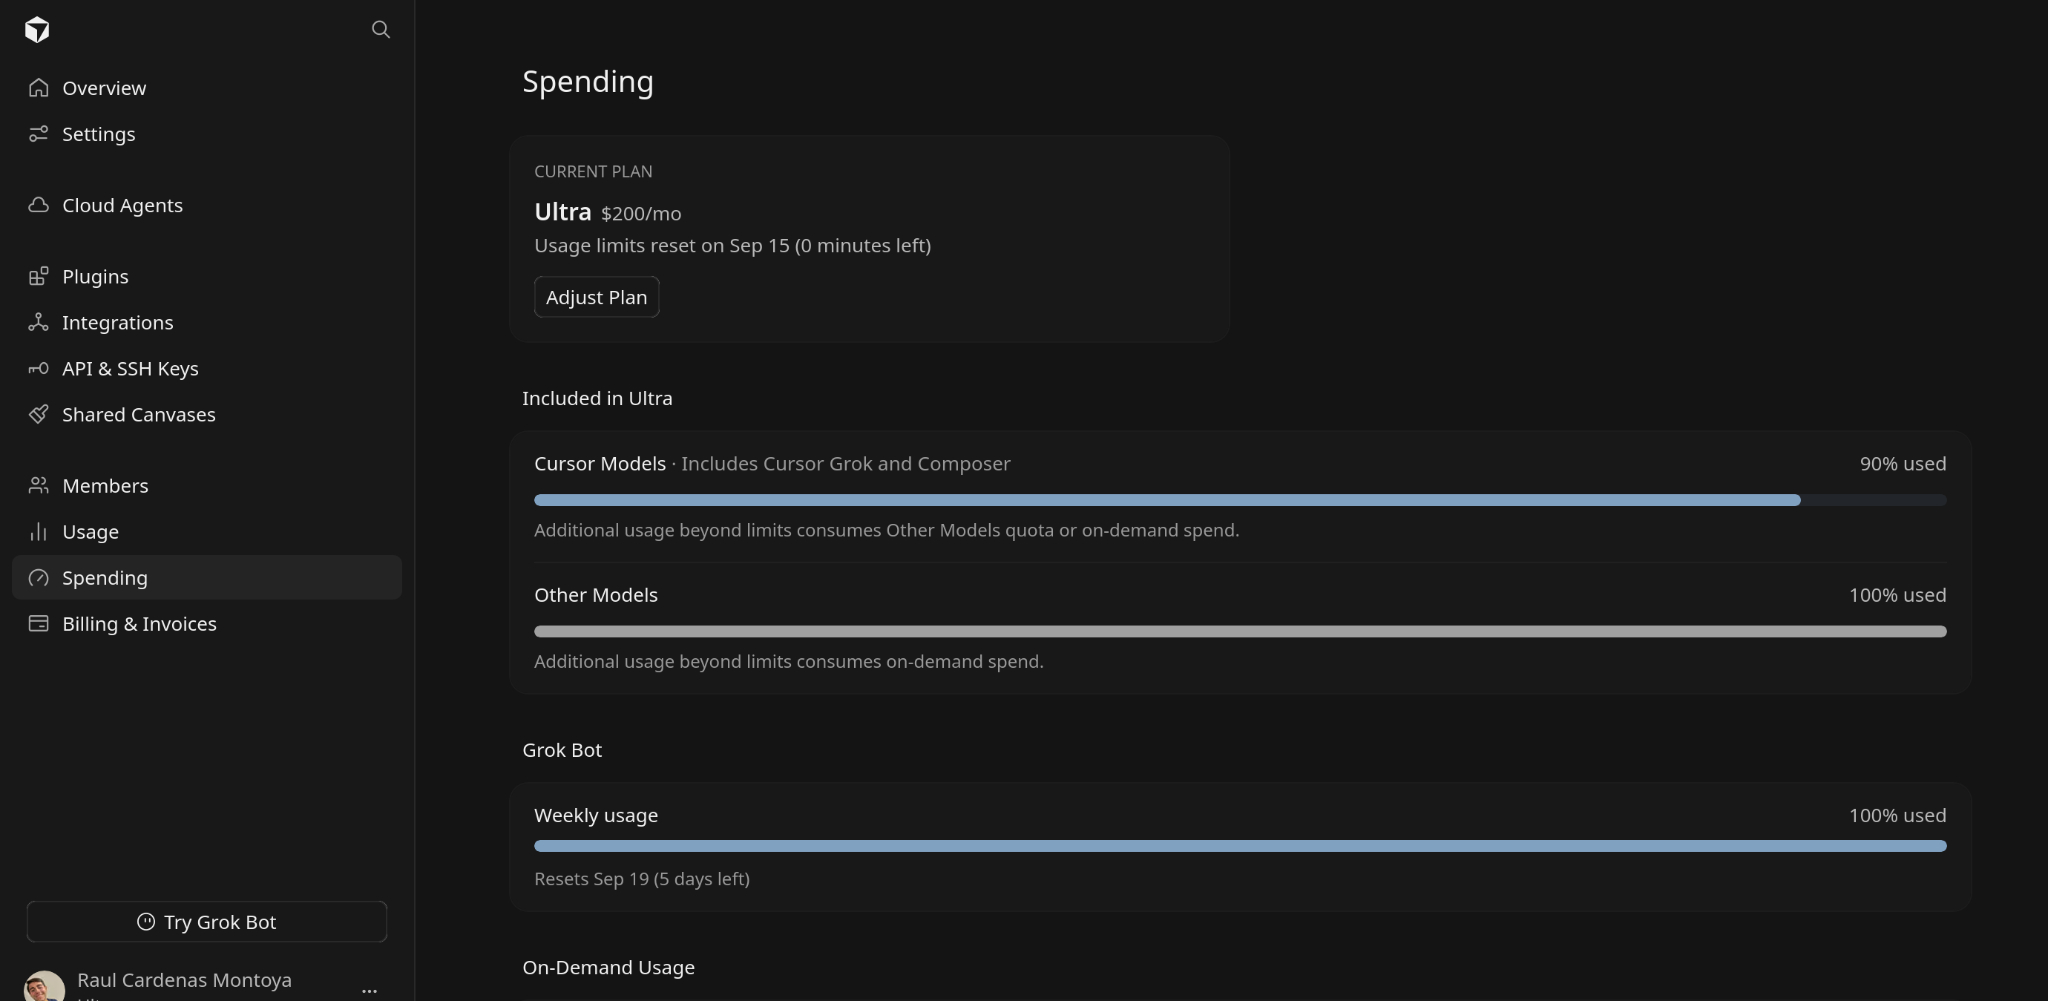 Overview
Settings
Cloud Agents
Plugins
Integrations
API & SSH Keys
Shared Canvases
Members
Usage
Spending
Billing & Invoices
Try Grok Bot
Raul Cardenas Montoya
Spending
CURRENT PLAN
Ultra $200/mo
Usage limits reset on Sep 15 (0 minutes left)
Adjust Plan
Included in Ultra
Cursor Models · Includes Cursor Grok and Composer 90% used
Additional usage beyond limits consumes Other Models quota or on-demand spend.
Other Models 100% used
Additional usage beyond limits consumes on-demand spend.
Grok Bot
Weekly usage 100% used
Resets Sep 19 (5 days left)
On-Demand Usage